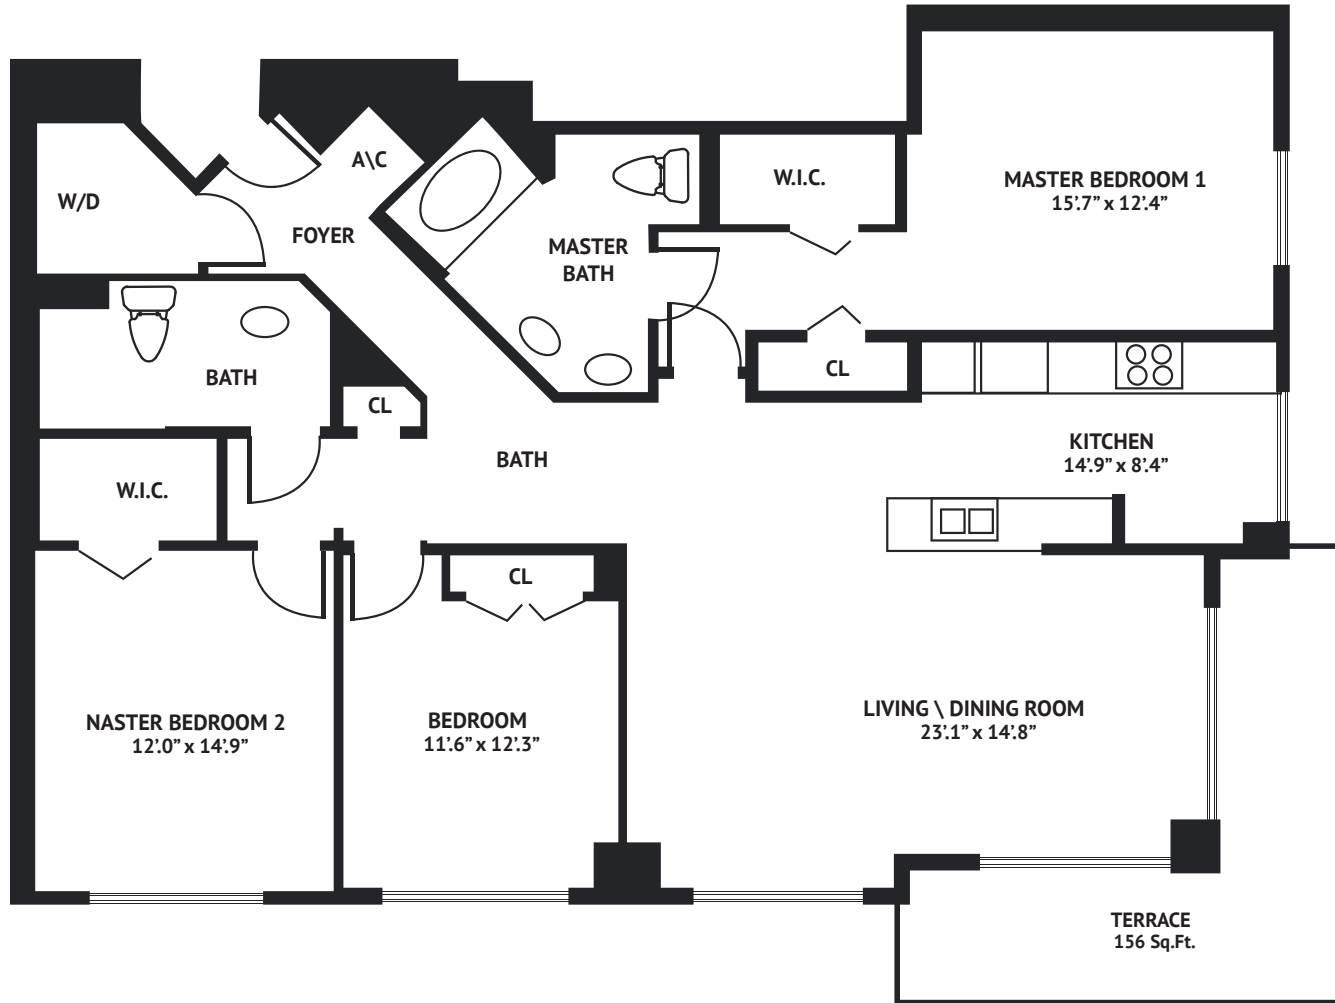 A\C
W.I.C.
MASTER BEDROOM 1
15'.7” x 12'.4”
W/D
FOYER
MASTER
BATH
BATH
CL
CL
KITCHEN
14'.9” x 8'.4”
BATH
W.I.C.
CL
NASTER BEDROOM 2
12'.0” x 14'.9”
BEDROOM
11'.6” x 12'.3”
LIVING \ DINING ROOM
23'.1” x 14'.8”
TERRACE
156 Sq.Ft.